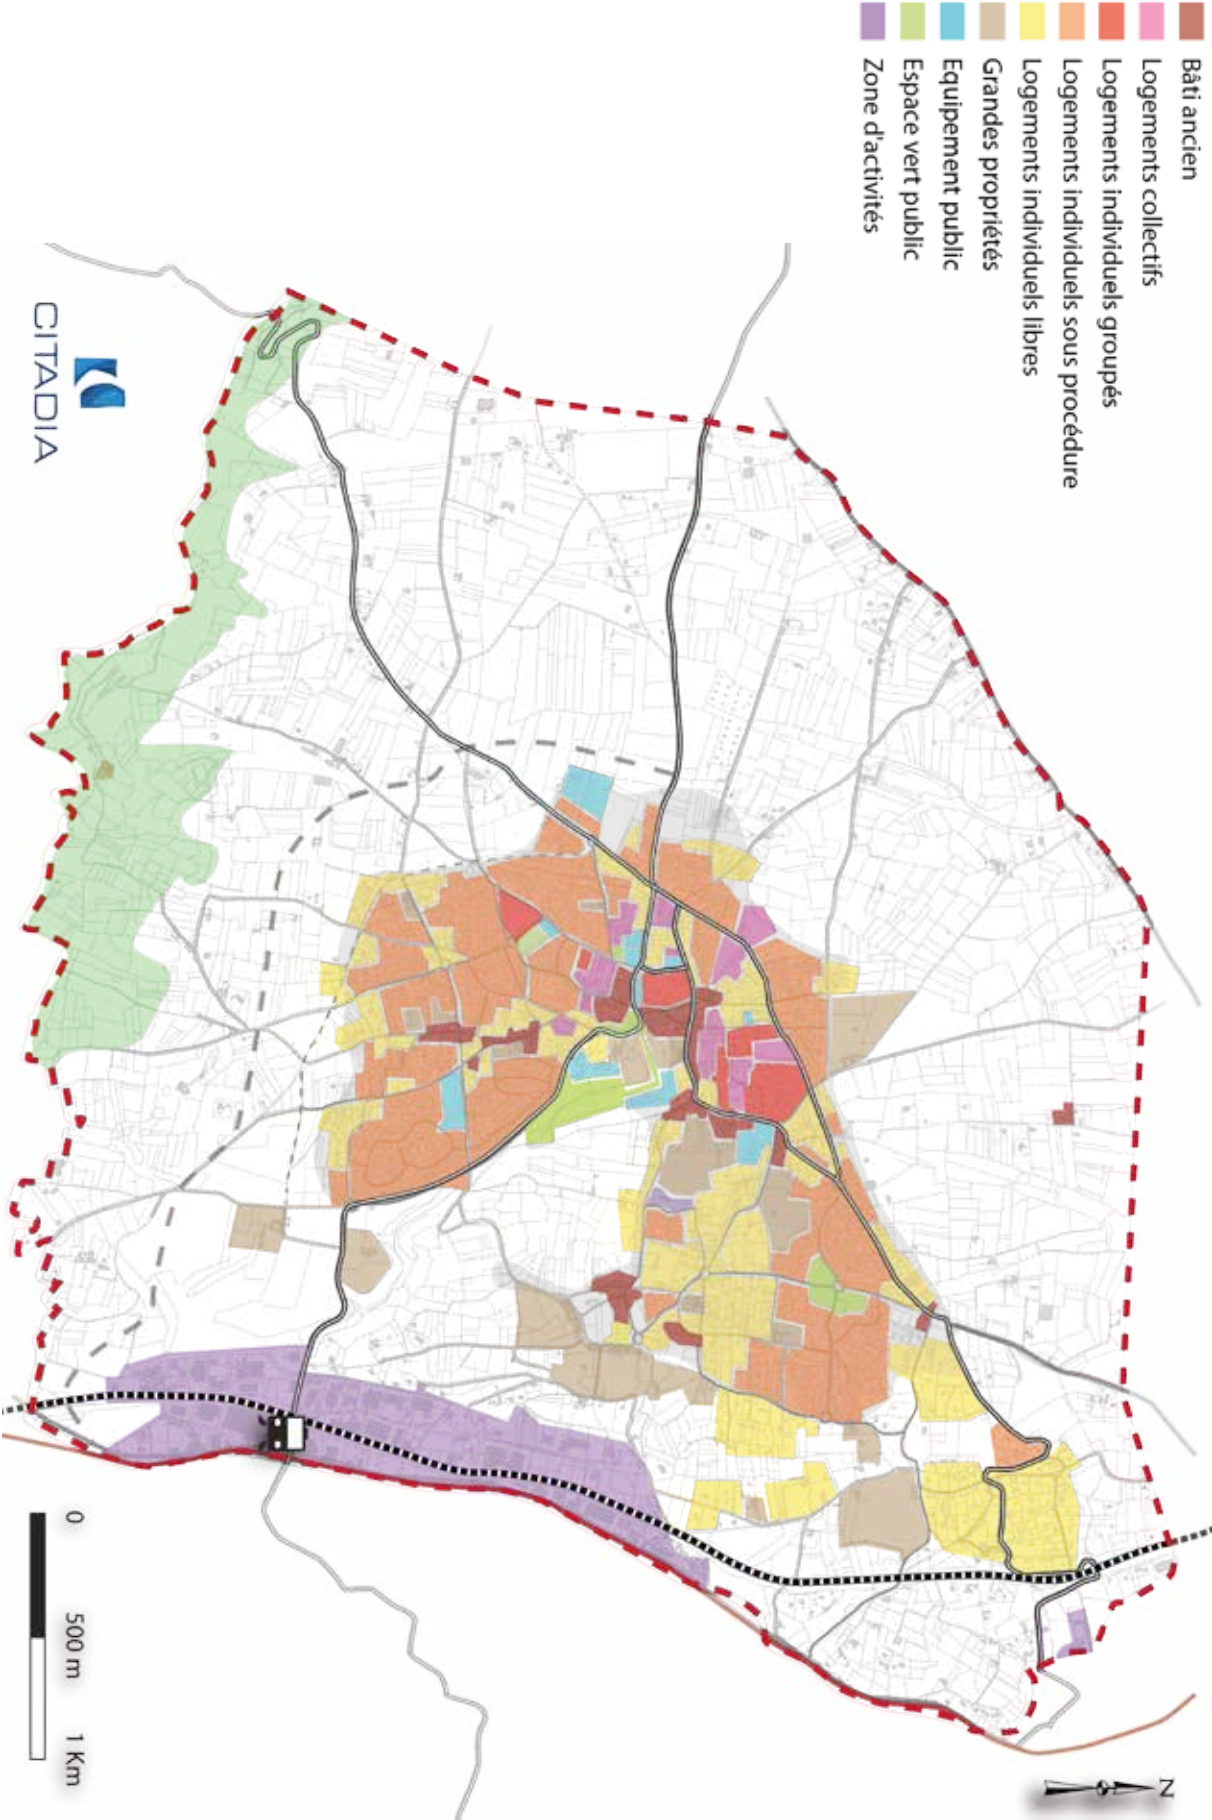 Bâti ancien
Logements collectifs
Logements individuels groupés
Logements individuels sous procédure
Logements individuels libres
Grandes propriétés
Equipement public
Espace vert public
Zone d'activités
N
0 500 m 1 Km
CITADIA